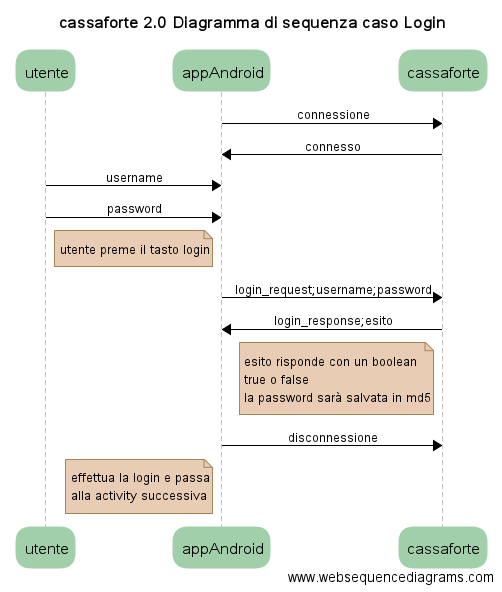 cassaforte 2.0 Diagramma di sequenza caso Login
utente
appAndroid
cassaforte
connessione
connesso
username
password
utente preme il tasto login
login_request;username;password
login_response;esito
esito risponde con un boolean
true o false
la password sarà salvata in md5
disconnessione
effettua la login e passa
alla activity successiva
utente
appAndroid
cassaforte
www.websequencediagrams.com